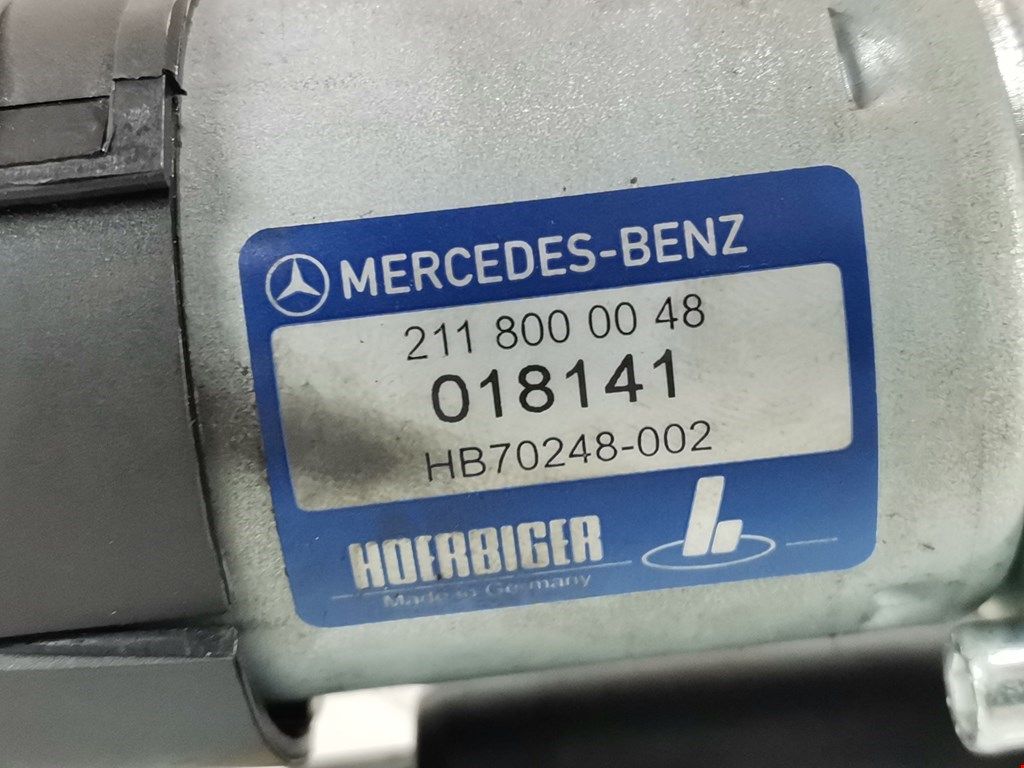 MERCEDES-BENZ
211 800 00 48
018141
HB70248-002
HOERBIGER
Made in Germany